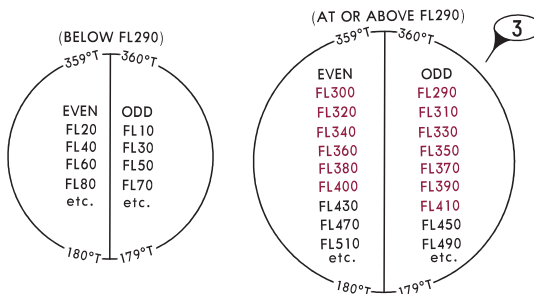 (BELOW FL290)
359°T 360°T
EVEN ODD
FL20 FL10
FL40 FL30
FL60 FL50
FL80 FL70
etc. etc.
180°T 179°T
(AT OR ABOVE FL290)
3
359°T 360°T
EVEN ODD
FL300 FL290
FL320 FL310
FL340 FL330
FL360 FL350
FL380 FL370
FL400 FL390
FL430 FL410
FL470 FL450
FL510 FL490
etc. etc.
180°T 179°T